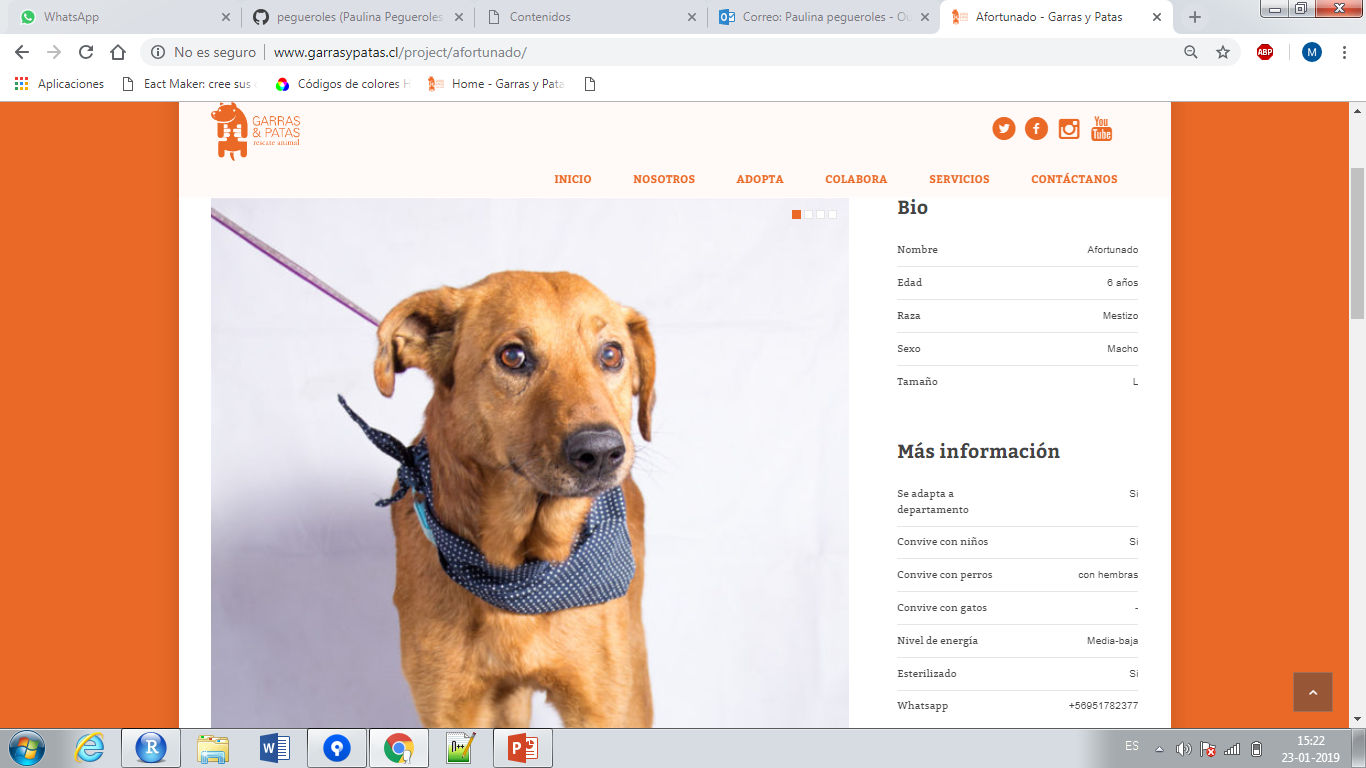 WhatsApp
pegueroles (Paulina Pegueroles
Contenidos
Correo: Paulina pegueroles - Ou
Afortunado - Garras y Patas
No es seguro www.garrasypatas.cl/project/afortunado/
ABP
M
Aplicaciones
Eact Maker: cree sus
Códigos de colores H
Home - Garras y Pata
GARRAS
& PATAS
rescate animal
You
Tube
INICIO NOSOTROS ADOPTA COLABORA SERVICIOS CONTÁCTANOS
Bio
Nombre Afortunado
Edad 6 años
Raza Mestizo
Sexo Macho
Tamaño L
Más información
Se adapta a Si
departamento
Convive con niños Si
Convive con perros con hembras
Convive con gatos -
Nivel de energía Media-baja
Esterilizado Si
Whatsapp +56951782377
ES
15:22
23-01-2019